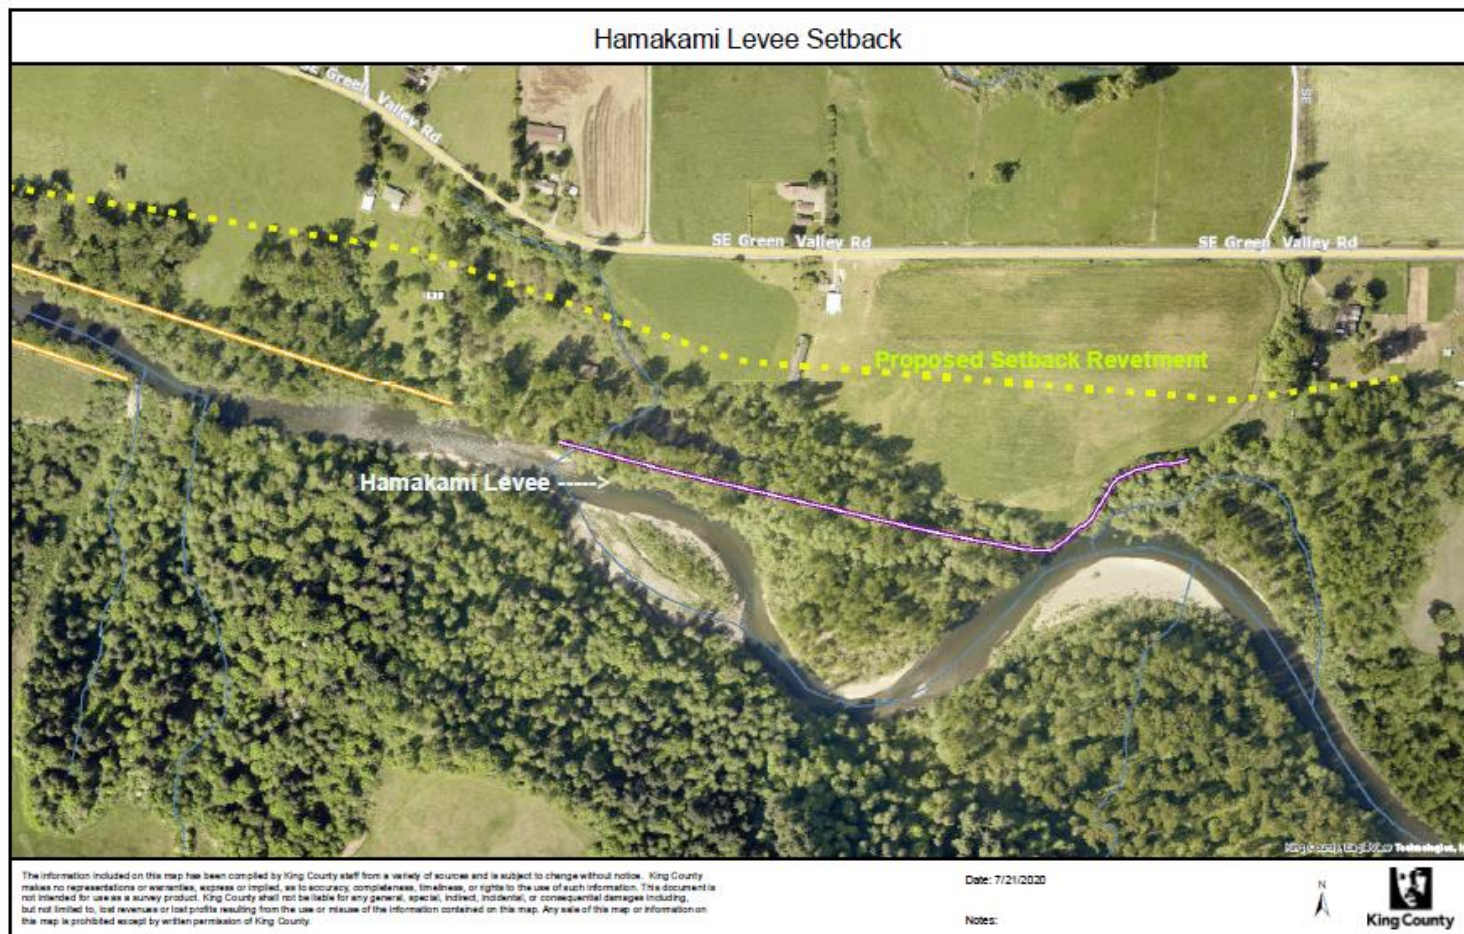 Hamakami Levee Setback
SE Green Valley Rd
SE
SE Green Valley Rd
SE Green Valley Rd
Proposed Setback Revetment
Hamakami Levee ----->
King County, EagleView Technologies, I
The information included on this map has been compiled by King County staff from a variety of sources and is subject to change without notice. King County
makes no representations or warranties, express or implied, as to accuracy, completeness, timeliness, or rights to the use of such information. This document is
not intended for use as a survey product. King County shall not be liable for any general, special, indirect, incidental, or consequential damages including,
but not limited to, lost revenues or lost profits resulting from the use or misuse of the information contained on this map. Any sale of this map or information on
this map is prohibited except by written permission of King County.
Date: 7/21/2020
Notes:
N
King County